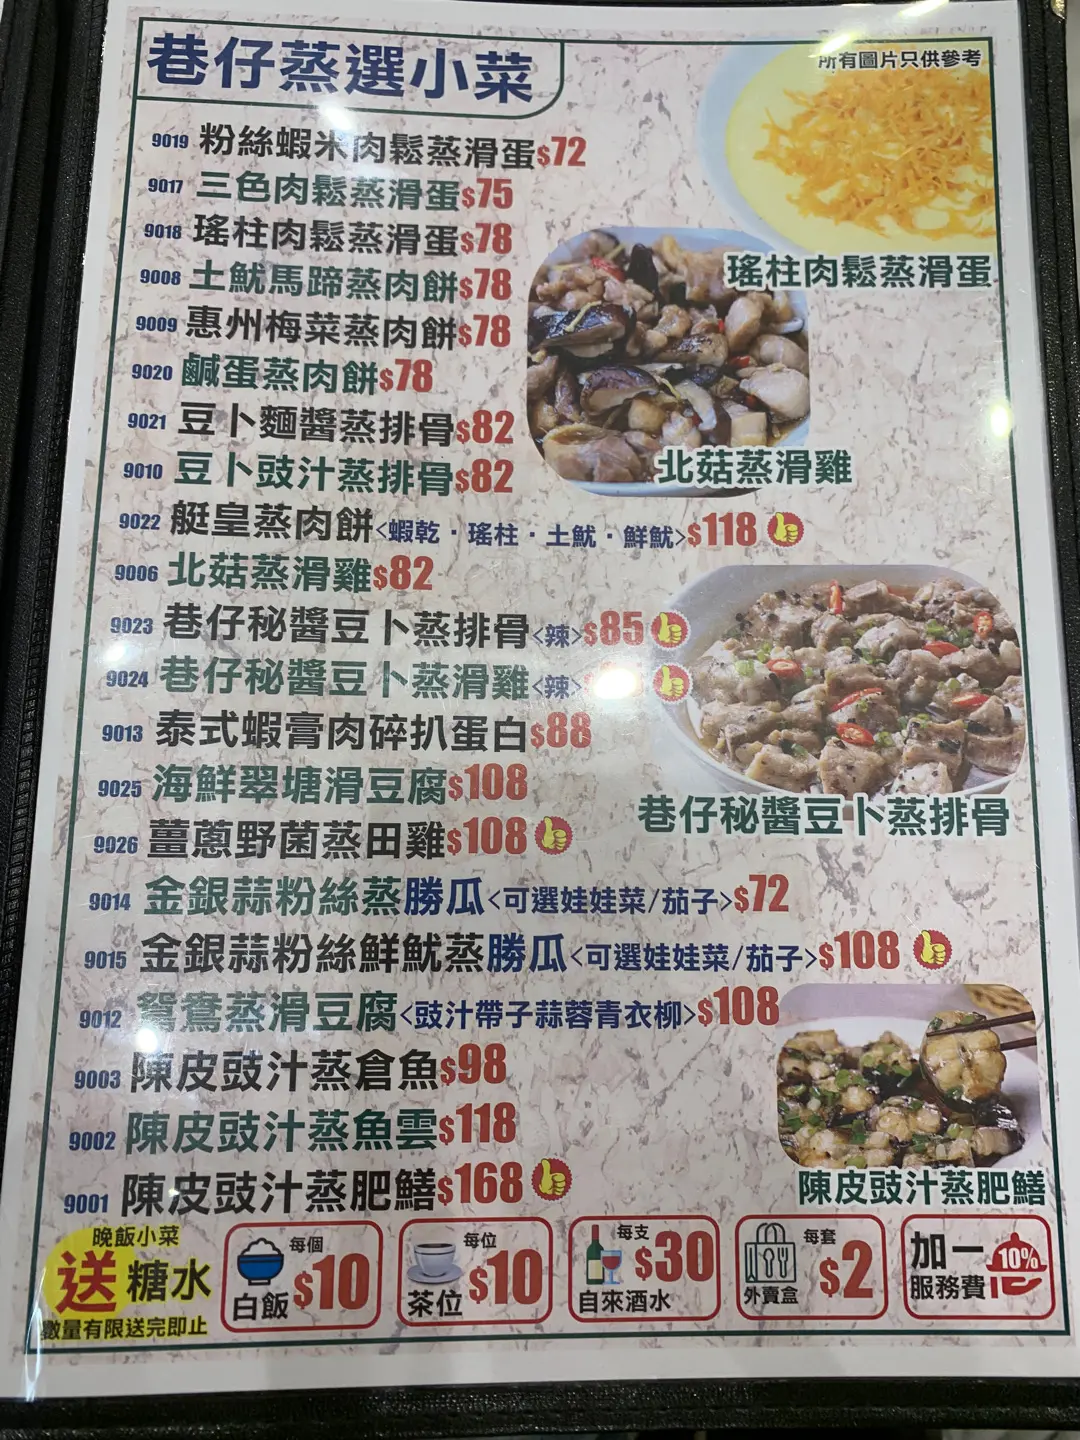 巷仔蒸選小菜
所有圖片只供參考
9019 粉絲蝦米肉鬆蒸滑蛋$72
9017 三色肉鬆蒸滑蛋$75
9018 瑤柱肉鬆蒸滑蛋$78
9008 土魷馬蹄蒸肉餅$78
9009 惠州梅菜蒸肉餅$78
9020 鹹蛋蒸肉餅$78
9021 豆卜麵醬蒸排骨$82
9010 豆卜豉汁蒸排骨$82
9022 艇皇蒸肉餅<蝦乾·瑤柱·土魷·鮮魷>$118
9006 北菇蒸滑雞$82
9023 巷仔秘醬豆卜蒸排骨<辣>$85
9024 巷仔秘醬豆卜蒸滑雞<辣>
9013 泰式蝦膏肉碎扒蛋白$88
9025 海鮮翠塘滑豆腐$108
9026 薑蔥野菌蒸田雞$108
9014 金銀蒜粉絲蒸勝瓜<可選娃娃菜/茄子>$72
9015 金銀蒜粉絲鮮魷蒸勝瓜<可選娃娃菜/茄子>$108
9012 鴛鴦蒸滑豆腐<豉汁帶子蒜蓉青衣柳>$108
9003 陳皮豉汁蒸倉魚$98
9002 陳皮豉汁蒸魚雲$118
9001 陳皮豉汁蒸肥鱔$168
瑤柱肉鬆蒸滑蛋
北菇蒸滑雞
巷仔秘醬豆卜蒸排骨
陳皮豉汁蒸肥鱔
晚飯小菜
送糖水
數量有限送完即止
每個
白飯 $10
每位
茶位 $10
每支
$30
自來酒水
每套
外賣盒 $2
加一 10%
服務費